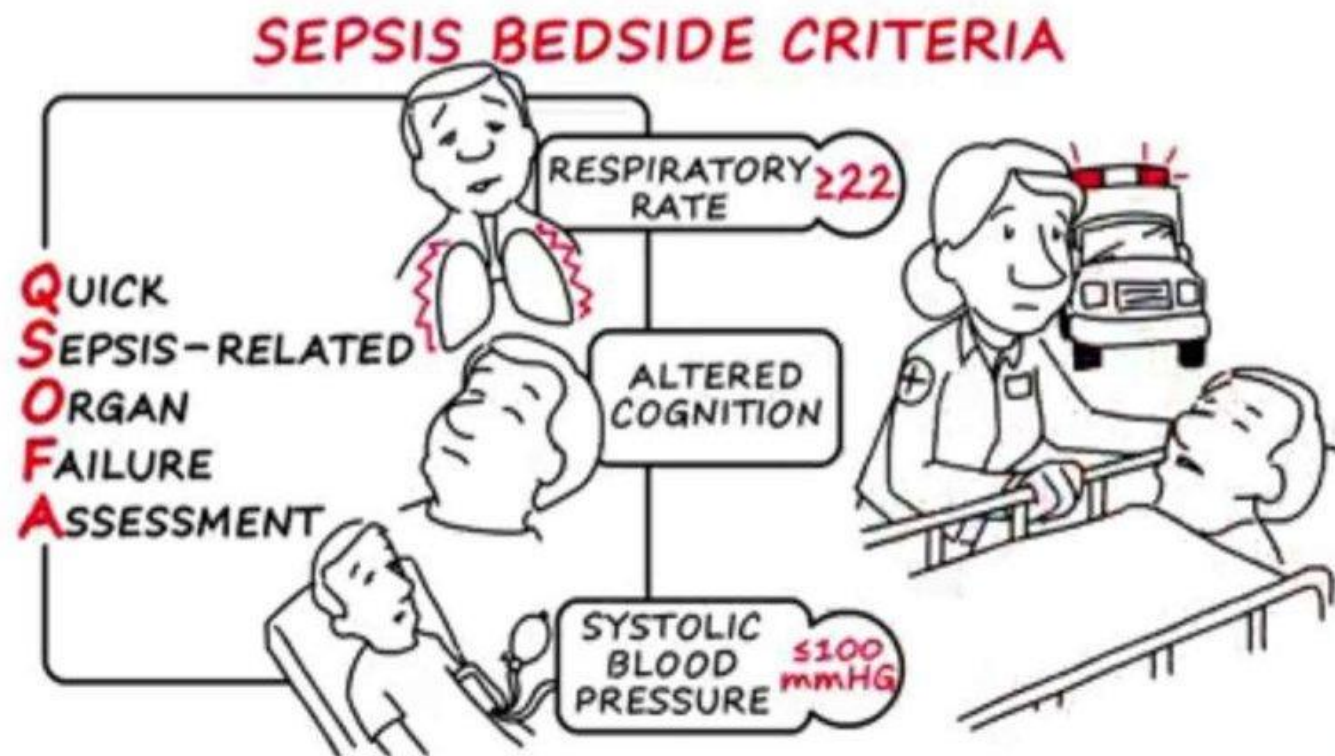 SEPSIS BEDSIDE CRITERIA
QUICK
SEPSIS-RELATED
ORGAN
FAILURE
ASSESSMENT
RESPIRATORY
RATE
≥22
ALTERED
COGNITION
SYSTOLIC
BLOOD
PRESSURE
≤100
mmHG